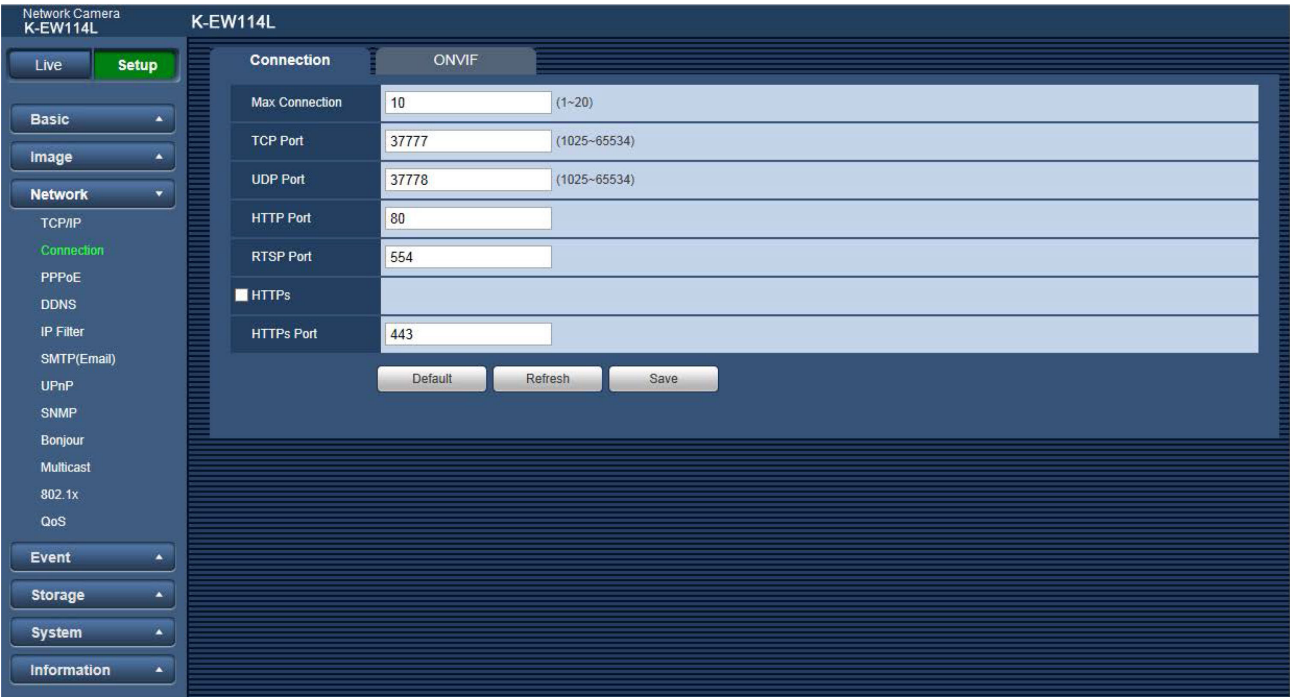 Network Camera
K-EW114L
K-EW114L
Live
Setup
Basic
Image
Network
TCP/IP
Connection
PPPoE
DDNS
IP Filter
SMTP(Email)
UPnP
SNMP
Bonjour
Multicast
802.1x
QoS
Event
Storage
System
Information
Connection
ONVIF
Max Connection 10 (1~20)
TCP Port 37777 (1025~65534)
UDP Port 37778 (1025~65534)
HTTP Port 80
RTSP Port 554
HTTPs
HTTPs Port 443
Default Refresh Save